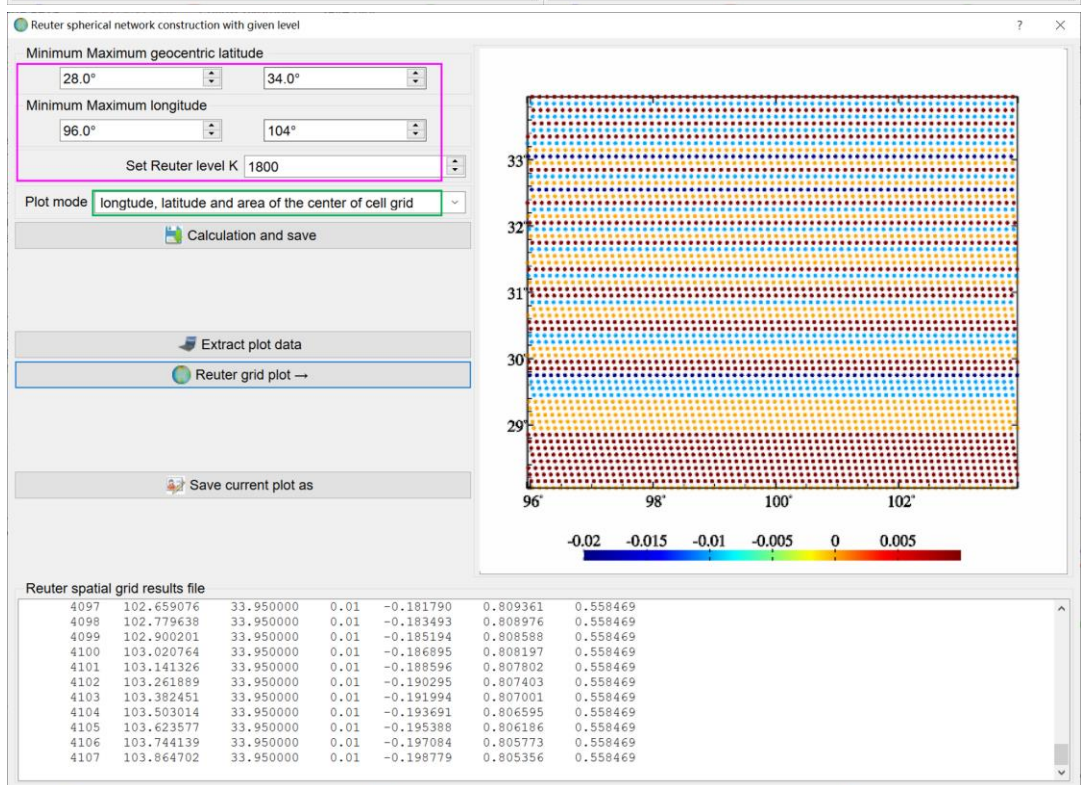 Reuter spherical network construction with given level ? ×
Minimum Maximum geocentric latitude
28.0° 34.0°
Minimum Maximum longitude
96.0° 104°
Set Reuter level K 1800
Plot mode longtude, latitude and area of the center of cell grid
Calculation and save
Extract plot data
Reuter grid plot →
Save current plot as
33°
32°
31°
30°
29°
96° 98° 100° 102°
-0.02 -0.015 -0.01 -0.005 0 0.005
Reuter spatial grid results file
4097 102.659076 33.950000 0.01 -0.181790 0.809361 0.558469
4098 102.779638 33.950000 0.01 -0.183493 0.808976 0.558469
4099 102.900201 33.950000 0.01 -0.185194 0.808588 0.558469
4100 103.020764 33.950000 0.01 -0.186895 0.808197 0.558469
4101 103.141326 33.950000 0.01 -0.188596 0.807802 0.558469
4102 103.261889 33.950000 0.01 -0.190295 0.807403 0.558469
4103 103.382451 33.950000 0.01 -0.191994 0.807001 0.558469
4104 103.503014 33.950000 0.01 -0.193691 0.806595 0.558469
4105 103.623577 33.950000 0.01 -0.195388 0.806186 0.558469
4106 103.744139 33.950000 0.01 -0.197084 0.805773 0.558469
4107 103.864702 33.950000 0.01 -0.198779 0.805356 0.558469